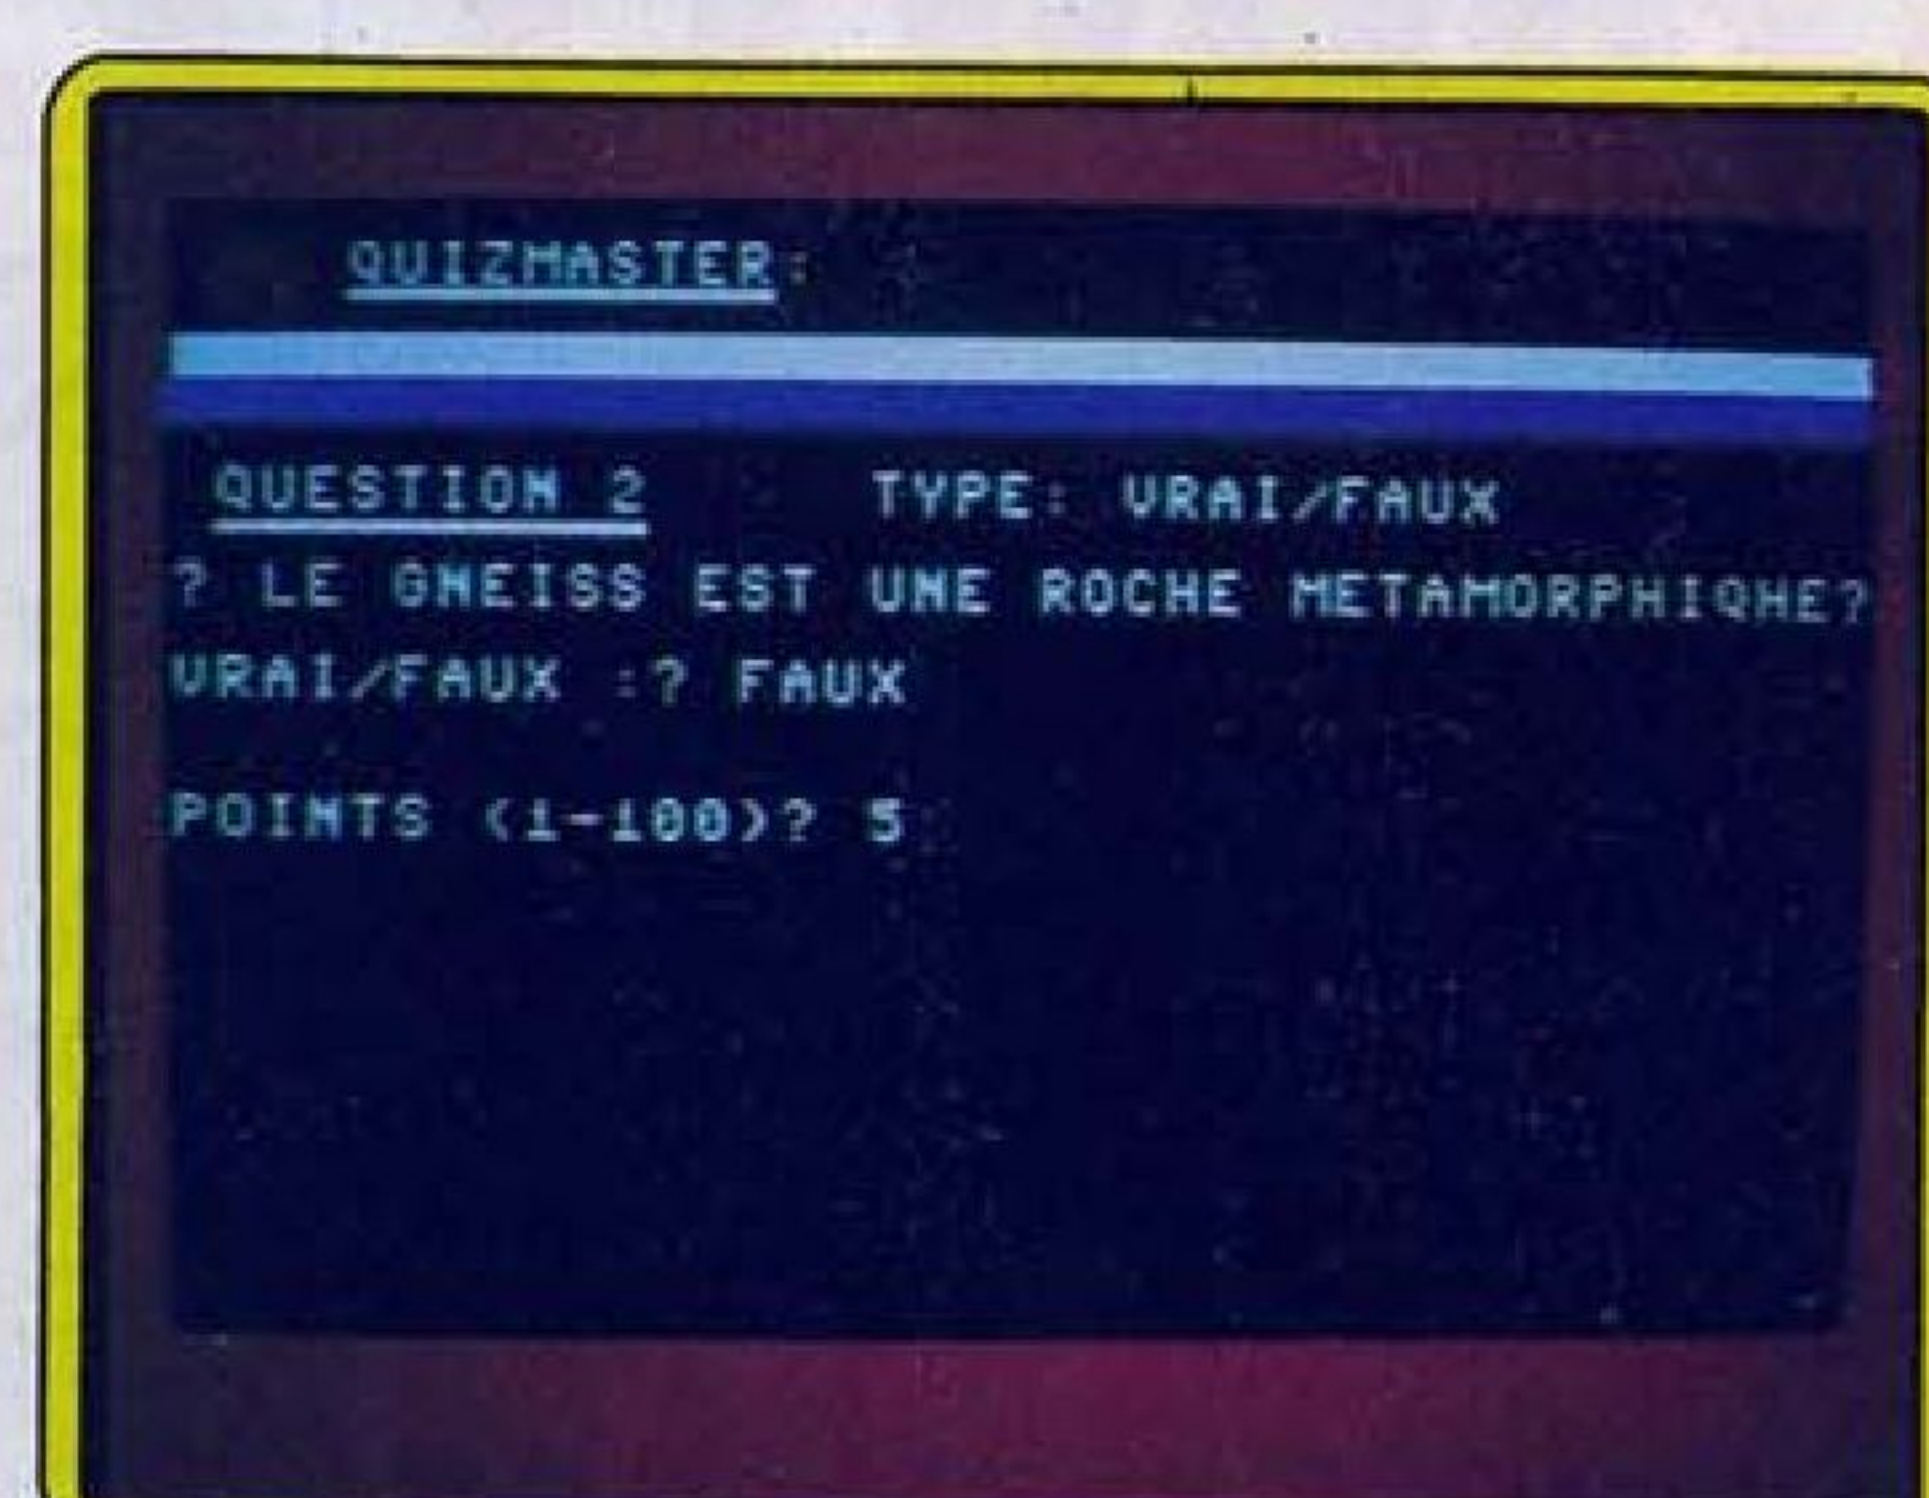 QUIZMASTER:
QUESTION 2 TYPE: VRAI/FAUX
? LE GNEISS EST UNE ROCHE METAMORPHIQHE?
VRAI/FAUX :? FAUX
POINTS (1-100)? 5